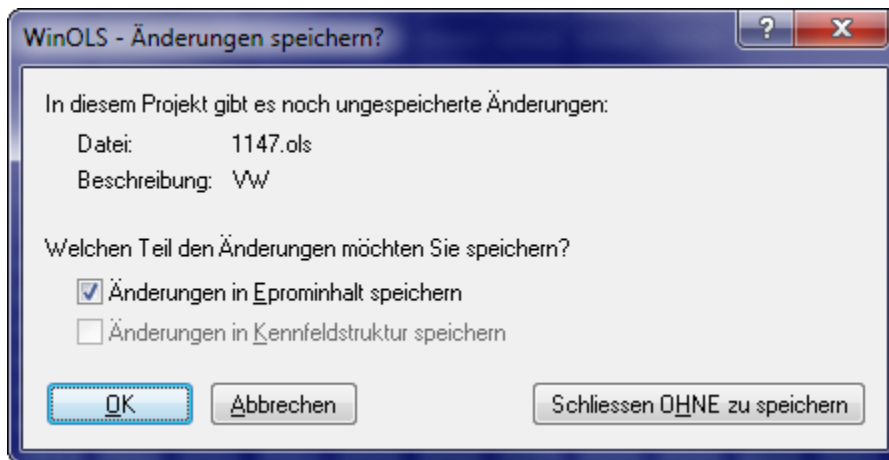 WinOLS - Änderungen speichern?
?
In diesem Projekt gibt es noch ungespeicherte Änderungen:
Datei: 1147.ols
Beschreibung: VW
Welchen Teil den Änderungen möchten Sie speichern?
Änderungen in Eprominhalt speichern
Änderungen in Kennfeldstruktur speichern
OK Abbrechen Schliessen OHNE zu speichern